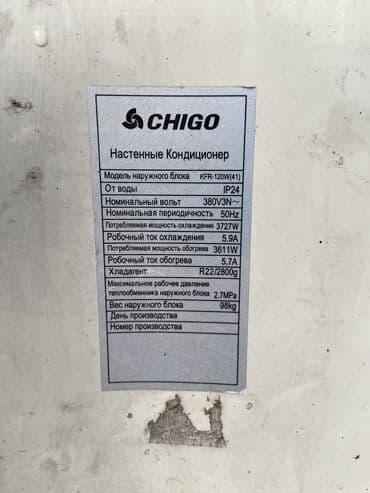 CHIGO
Настенные Кондиционер
Модель наружного блока KFR-120W(41)
От воды IP24
Номинальный вольт 380V3N~
Номинальная периодичность 50Hz
Потребляемая мощность охлаждения 3727W
Робочный ток охлаждения 5.9A
Потребляемая мощность обогрева 3611W
Робочный ток обогрева 5.7A
Хладагент R22/2800g
Максимальное рабочее давление
теплообменника наружного блока 2.7MPa
Вес наружного блока 98kg
День производства
Номер производства